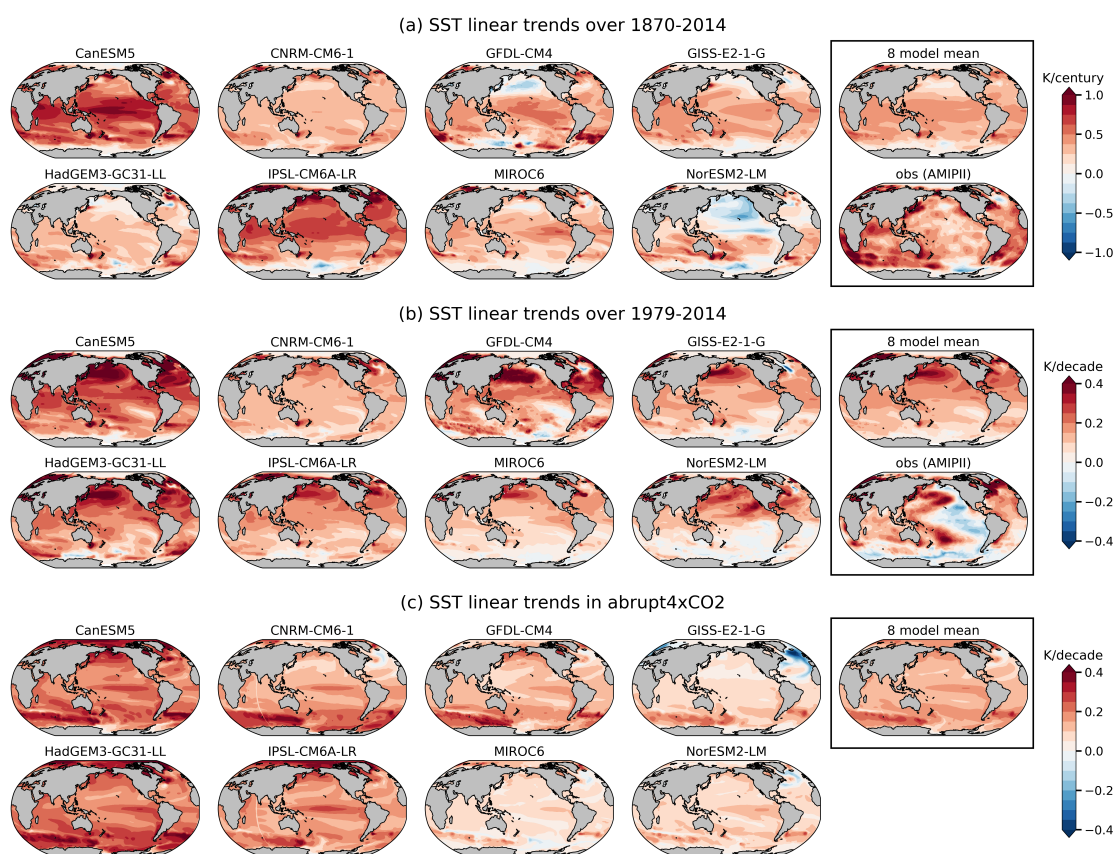 (a) SST linear trends over 1870-2014
CanESM5
CNRM-CM6-1
GFDL-CM4
GISS-E2-1-G
8 model mean
K/century
1.0
0.5
0.0
−0.5
−1.0
HadGEM3-GC31-LL
IPSL-CM6A-LR
MIROC6
NorESM2-LM
obs (AMIPII)
(b) SST linear trends over 1979-2014
CanESM5
CNRM-CM6-1
GFDL-CM4
GISS-E2-1-G
8 model mean
K/decade
0.4
0.2
0.0
−0.2
−0.4
HadGEM3-GC31-LL
IPSL-CM6A-LR
MIROC6
NorESM2-LM
obs (AMIPII)
(c) SST linear trends in abrupt4xCO2
CanESM5
CNRM-CM6-1
GFDL-CM4
GISS-E2-1-G
8 model mean
K/decade
0.4
0.2
0.0
−0.2
−0.4
HadGEM3-GC31-LL
IPSL-CM6A-LR
MIROC6
NorESM2-LM